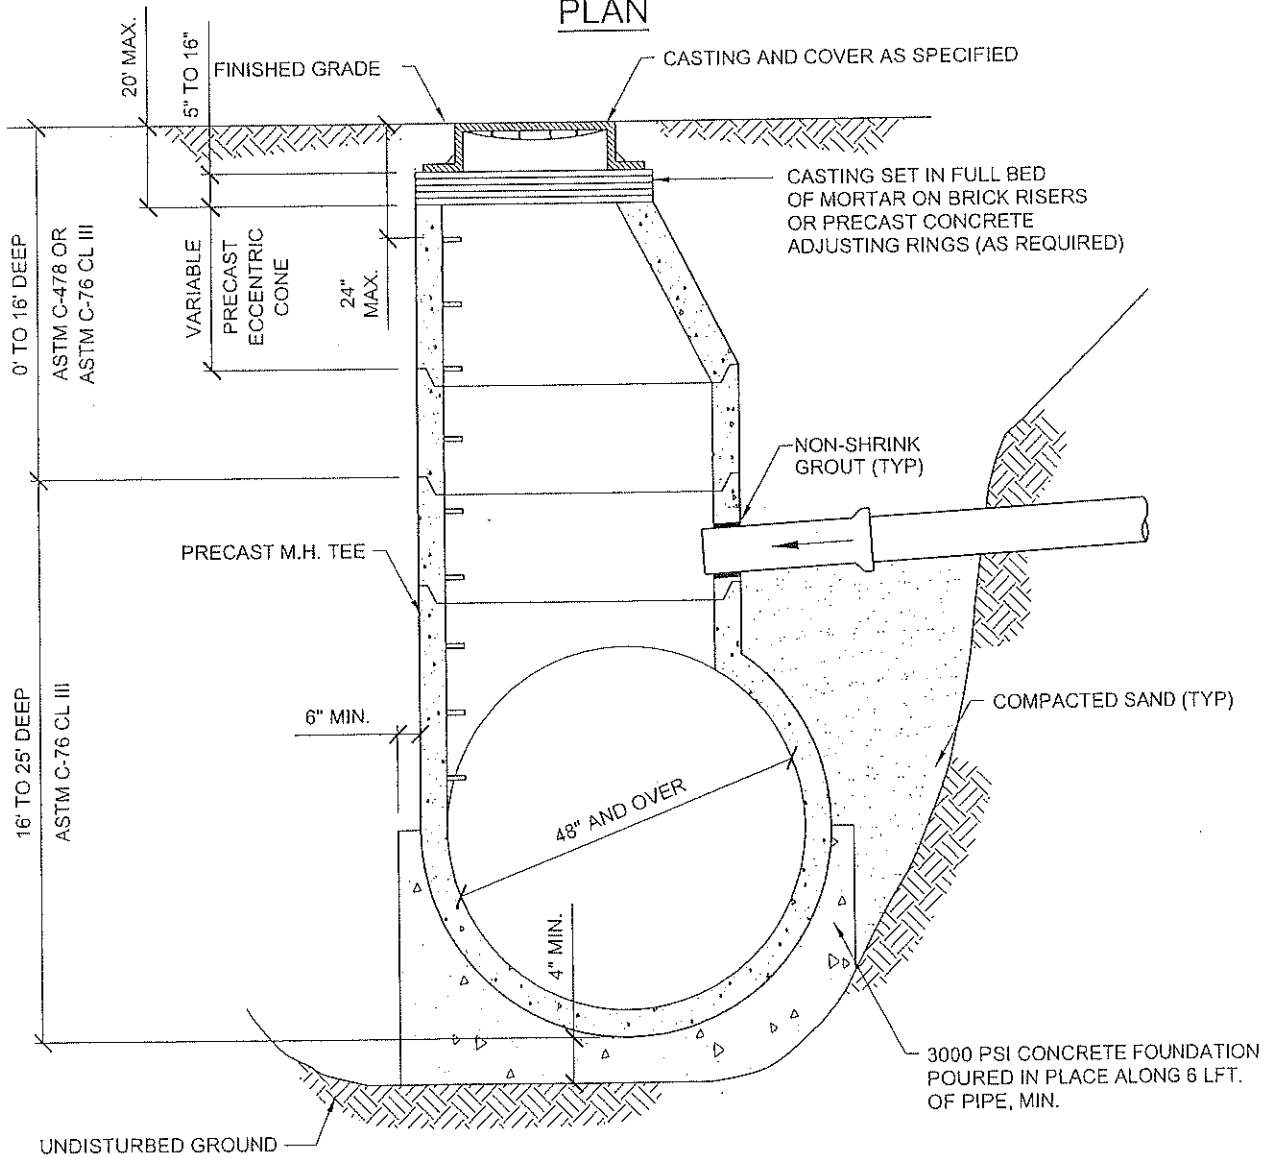 PLAN
20' MAX.
5" TO 16"
FINISHED GRADE
CASTING AND COVER AS SPECIFIED
CASTING SET IN FULL BED
OF MORTAR ON BRICK RISERS
OR PRECAST CONCRETE
ADJUSTING RINGS (AS REQUIRED)
0' TO 16' DEEP
ASTM C-478 OR
ASTM C-76 CL III
VARIABLE
PRECAST
ECCENTRIC
CONE
24"
MAX.
NON-SHRINK
GROUT (TYP)
PRECAST M.H. TEE
16' TO 25' DEEP
ASTM C-76 CL III
6" MIN.
COMPACTED SAND (TYP)
48" AND OVER
4" MIN.
3000 PSI CONCRETE FOUNDATION
POURED IN PLACE ALONG 6 LFT.
OF PIPE, MIN.
UNDISTURBED GROUND